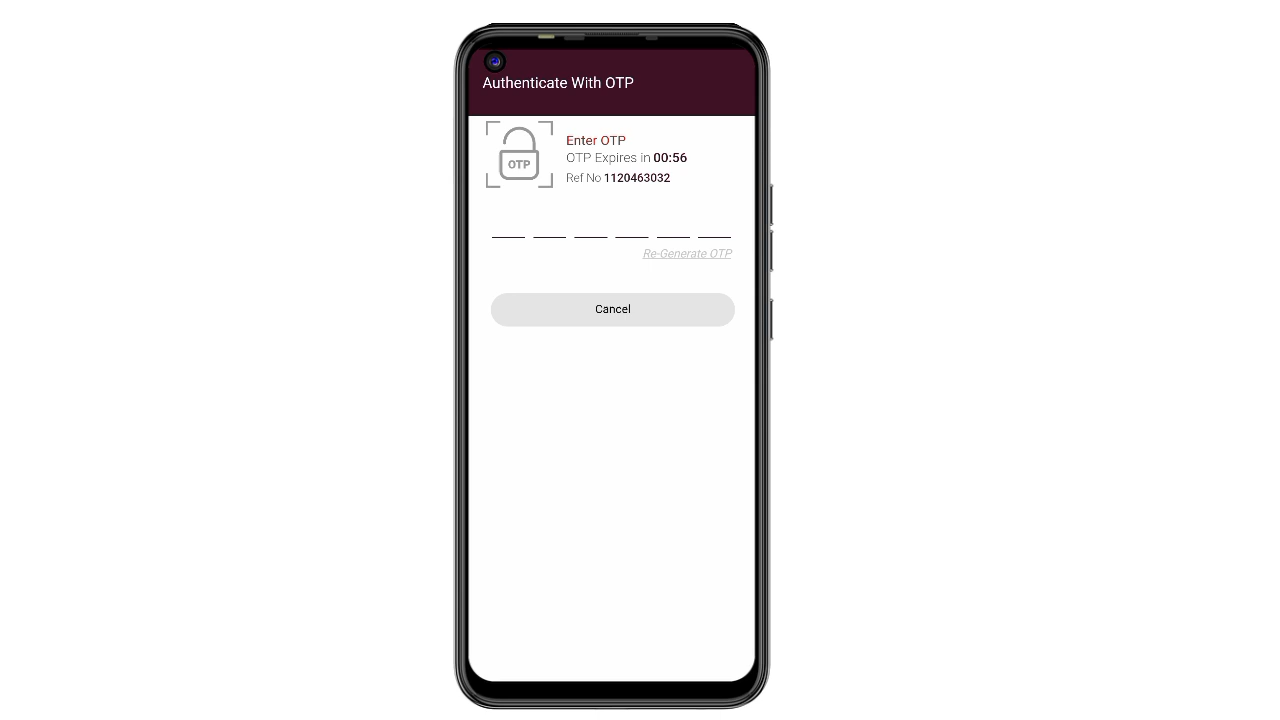 Authenticate With OTP
OTP
Enter OTP
OTP Expires in 00:56
Ref No 1120463032
Re-Generate OTP
Cancel